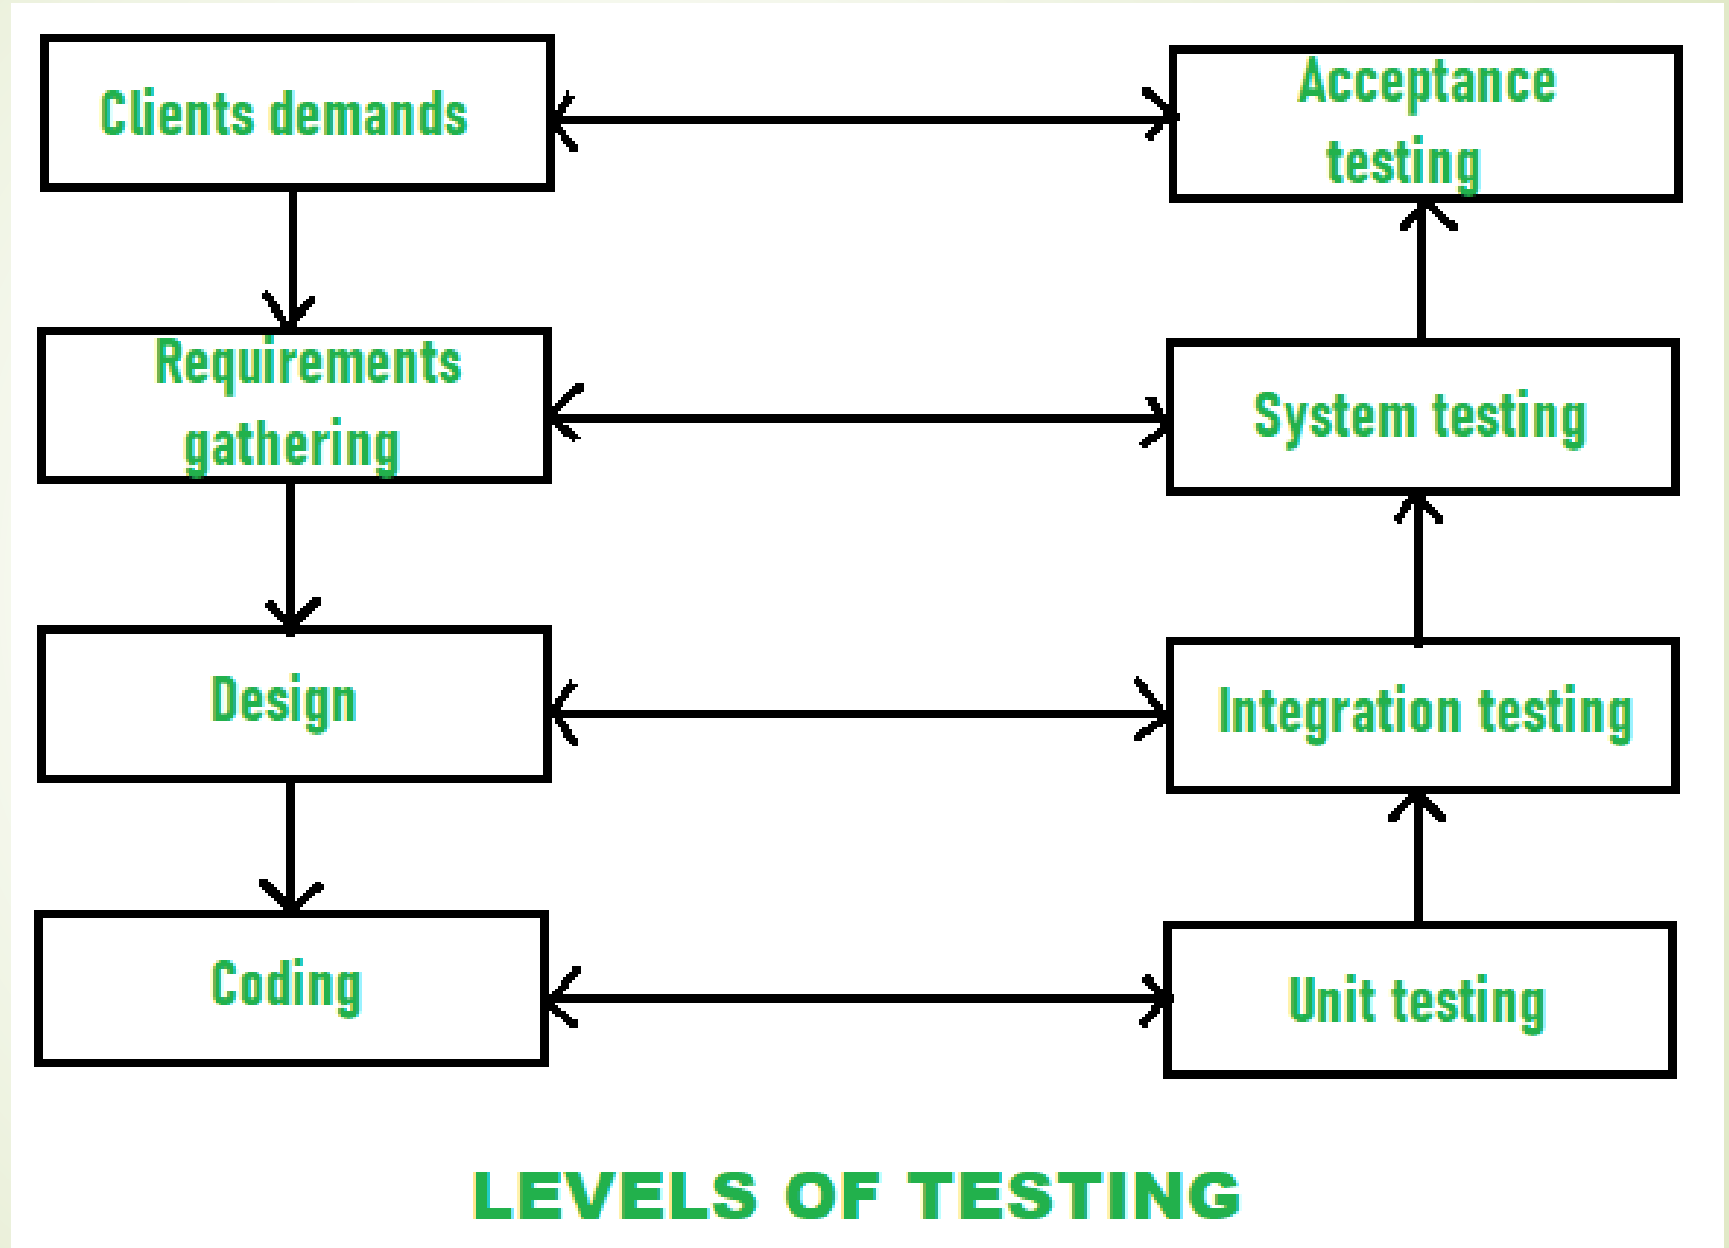 Clients demands
Acceptance
testing
Requirements
gathering
System testing
Design
Integration testing
Coding
Unit testing
LEVELS OF TESTING